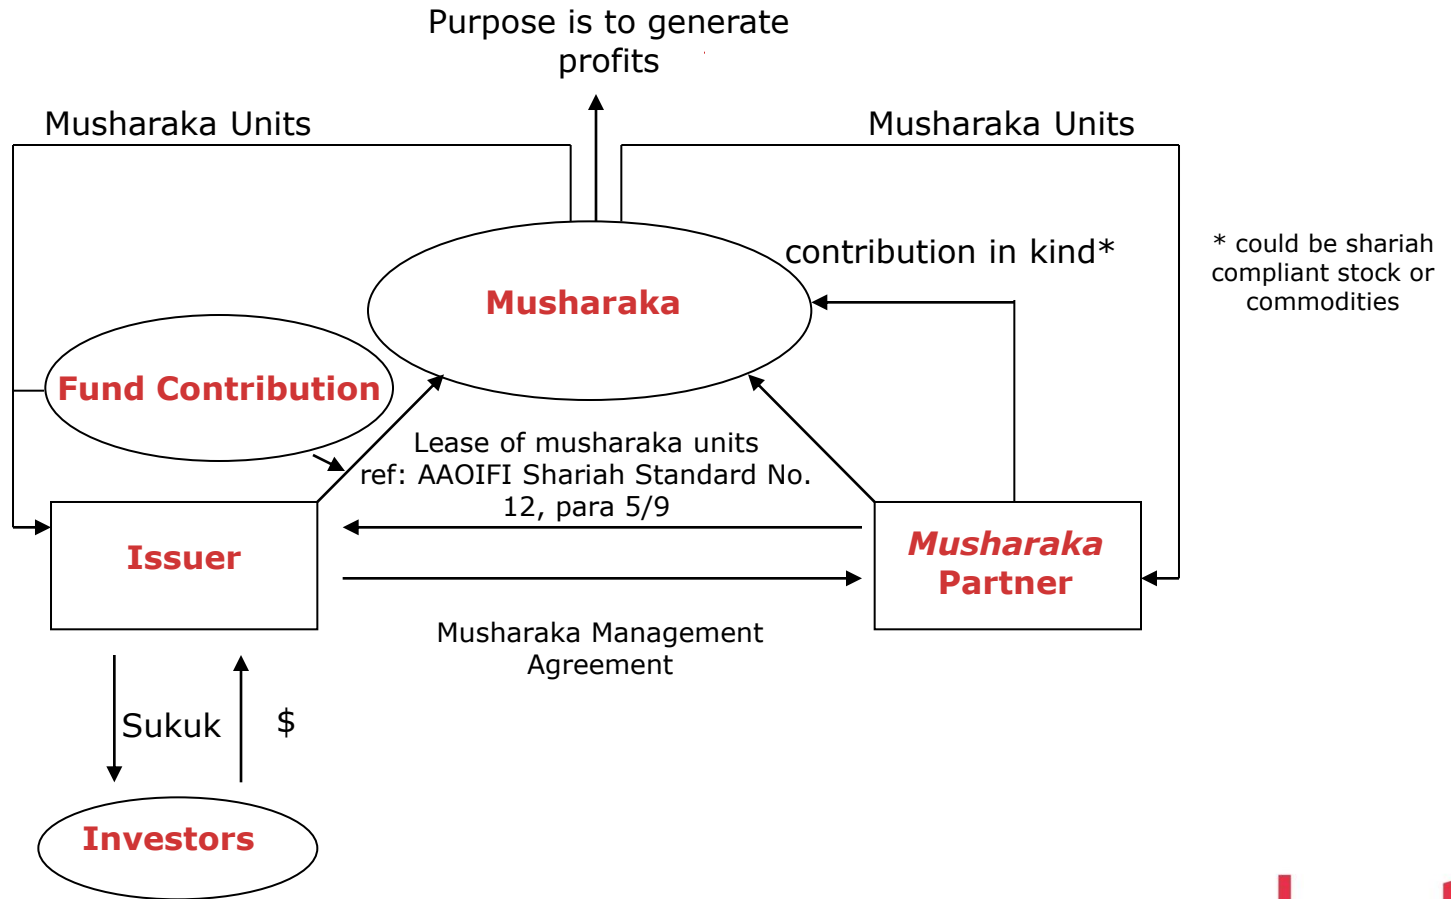 Purpose is to generate
profits
Musharaka Units
Musharaka Units
contribution in kind*
* could be shariah
compliant stock or
commodities
Musharaka
Fund Contribution
Lease of musharaka units
ref: AAOIFI Shariah Standard No.
12, para 5/9
Issuer
Musharaka
Partner
Musharaka Management
Agreement
Sukuk
$
Investors